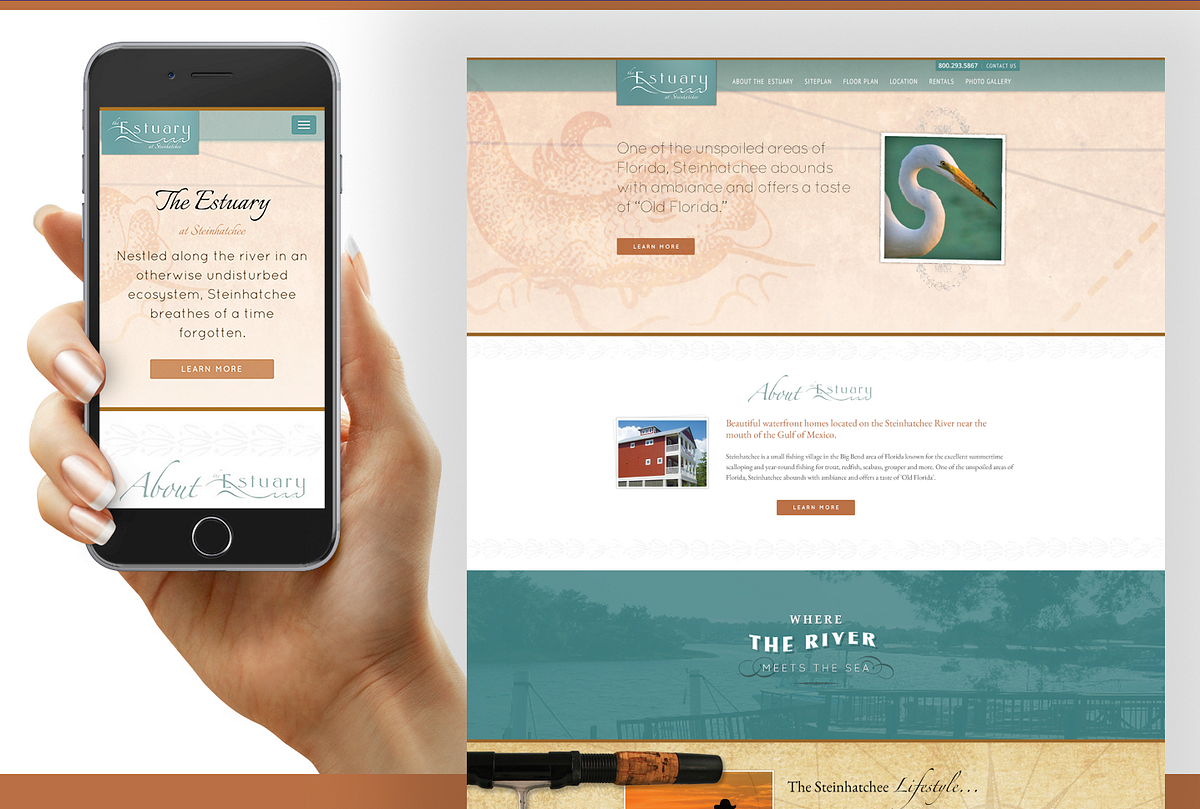 the Estuary
at Steinhatchee
The Estuary
at Steinhatchee
Nestled along the river in an
otherwise undisturbed
ecosystem, Steinhatchee
breathes of a time
forgotten.
LEARN MORE
About the Estuary
800.293.5867 CONTACT US
the Estuary
at Steinhatchee
ABOUT THE ESTUARY SITEPLAN FLOOR PLAN LOCATION RENTALS PHOTO GALLERY
One of the unspoiled areas of
Florida, Steinhatchee abounds
with ambiance and offers a taste
of “Old Florida.”
LEARN MORE
About the Estuary
Beautiful waterfront homes located on the Steinhatchee River near the
mouth of the Gulf of Mexico.
Steinhatchee is a small fishing village in the Big Bend area of Florida known for the excellent summertime
scalloping and year-round fishing for trout, redfish, seabass, grouper and more. One of the unspoiled areas of
Florida, Steinhatchee abounds with ambiance and offers a taste of 'Old Florida'.
LEARN MORE
WHERE
THE RIVER
MEETS THE SEA
The Steinhatchee Lifestyle...